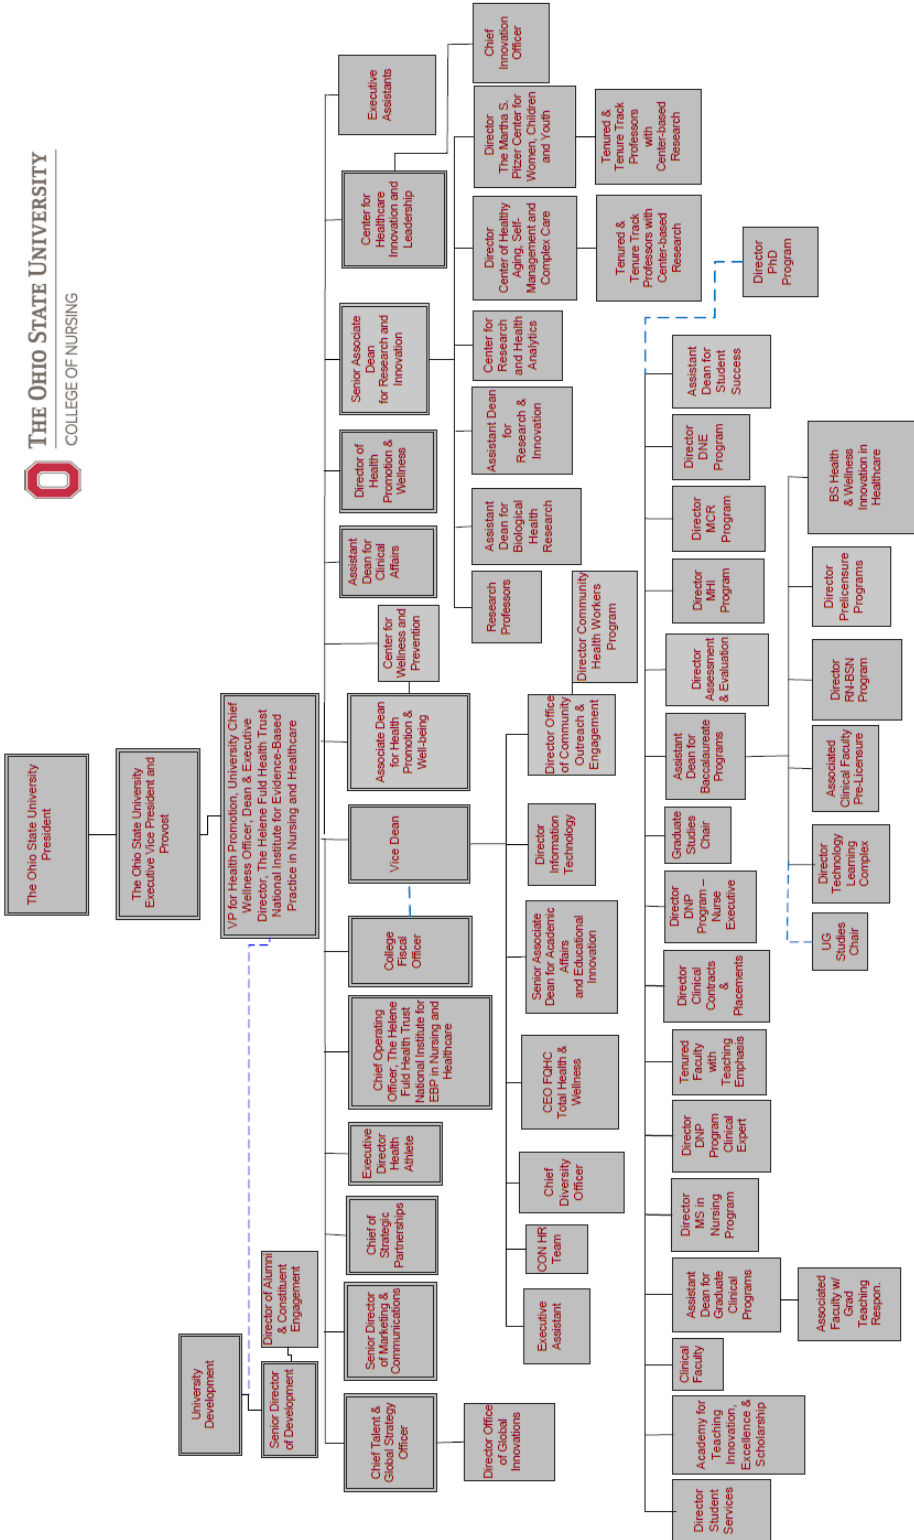 THE OHIO STATE UNIVERSITY
COLLEGE OF NURSING
The Ohio State University
President
The Ohio State University
Executive Vice President and
Provost
VP for Health Promotion, University Chief
Wellness Officer, Dean & Executive
Director, The Helene Fuld Health Trust
National Institute for Evidence-Based
Practice in Nursing and Healthcare
University
Development
Senior Director
of Development
Director of Alumni
& Constituent
Engagement
Chief Talent &
Global Strategy
Officer
Senior Director
of Marketing &
Communications
Chief of
Strategic
Partnerships
Executive
Director
Health
Athlete
Chief Operating
Officer, The Helene
Fuld Health Trust
National Institute for
EBP in Nursing and
Healthcare
College
Fiscal
Officer
Vice Dean
Associate Dean
for Health
Promotion &
Well-being
Center for
Wellness and
Prevention
Assistant
Dean for
Clinical
Affairs
Director of
Health
Promotion &
Wellness
Senior Associate
Dean
for Research and
Innovation
Center for
Healthcare
Innovation and
Leadership
Executive
Assistants
Director Office
of Global
Innovations
Research
Professors
Assistant
Dean for
Biological
Health
Research
Assistant Dean
for
Research &
Innovation
Center for
Research
and Health
Analytics
Director
Center of Healthy
Aging, Self-
Management and
Complex Care
Director
The Martha S.
Pitzer Center for
Women, Children
and Youth
Chief
Innovation
Officer
Executive
Assistant
CON HR
Team
Chief
Diversity
Officer
CEO FQHC
Total Health &
Wellness
Senior Associate
Dean for Academic
Affairs
and Educational
Innovation
Director
Information
Technology
Director Office
of Community
Outreach &
Engagement
Director Community
Health Workers
Program
Tenured &
Tenure Track
Professors with
Center-based
Research
Tenured &
Tenure Track
Professors
with
Center-based
Research
Director
Student
Services
Academy for
Teaching
Innovation,
Excellence &
Scholarship
Clinical
Faculty
Assistant
Dean for
Graduate
Clinical
Programs
Director
MS in
Nursing
Program
Director
DNP
Program
Clinical
Expert
Tenured
Faculty
with
Teaching
Emphasis
Director
Clinical
Contracts
&
Placements
Director
DNP
Program –
Nurse
Executive
Graduate
Studies
Chair
Assistant
Dean for
Baccalaureate
Programs
Director
Assessment
& Evaluation
Director
MHI
Program
Director
MCR
Program
Director
DNE
Program
Assistant
Dean for
Student
Success
Director
PhD
Program
Associated
Faculty w/
Grad
Teaching
Respon.
UG
Studies
Chair
Director
Technology
Learning
Complex
Associated
Clinical Faculty
Pre-Licensure
Director
RN-BSN
Program
Director
Prelicensure
Programs
BS Health
& Wellness
Innovation in
Healthcare